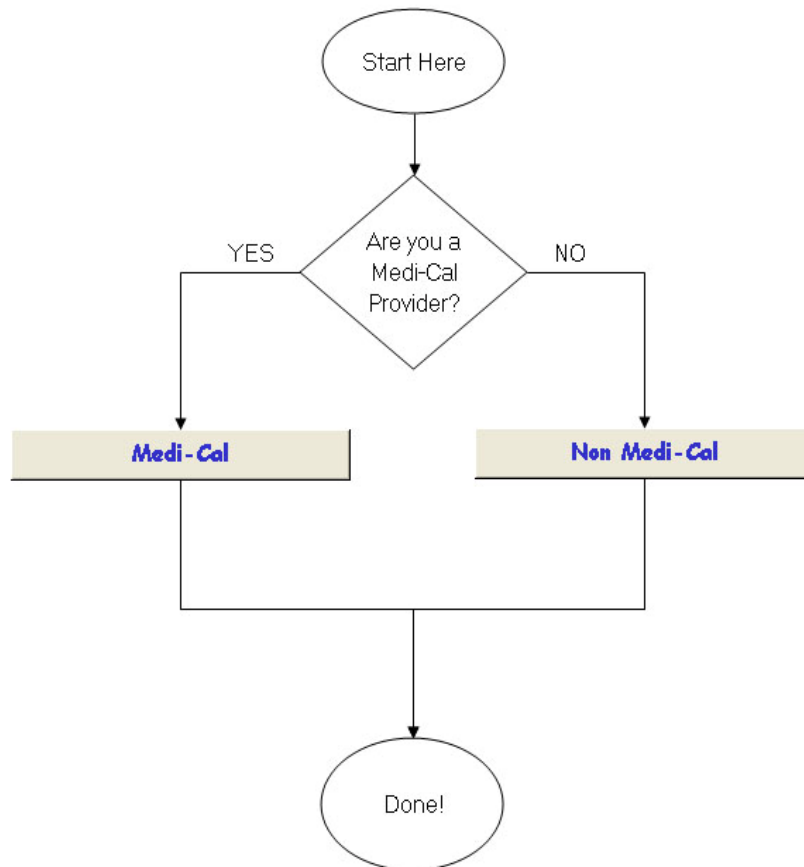 Start Here
Are you a
Medi-Cal
Provider?
YES
NO
Medi-Cal
Non Medi-Cal
Done!